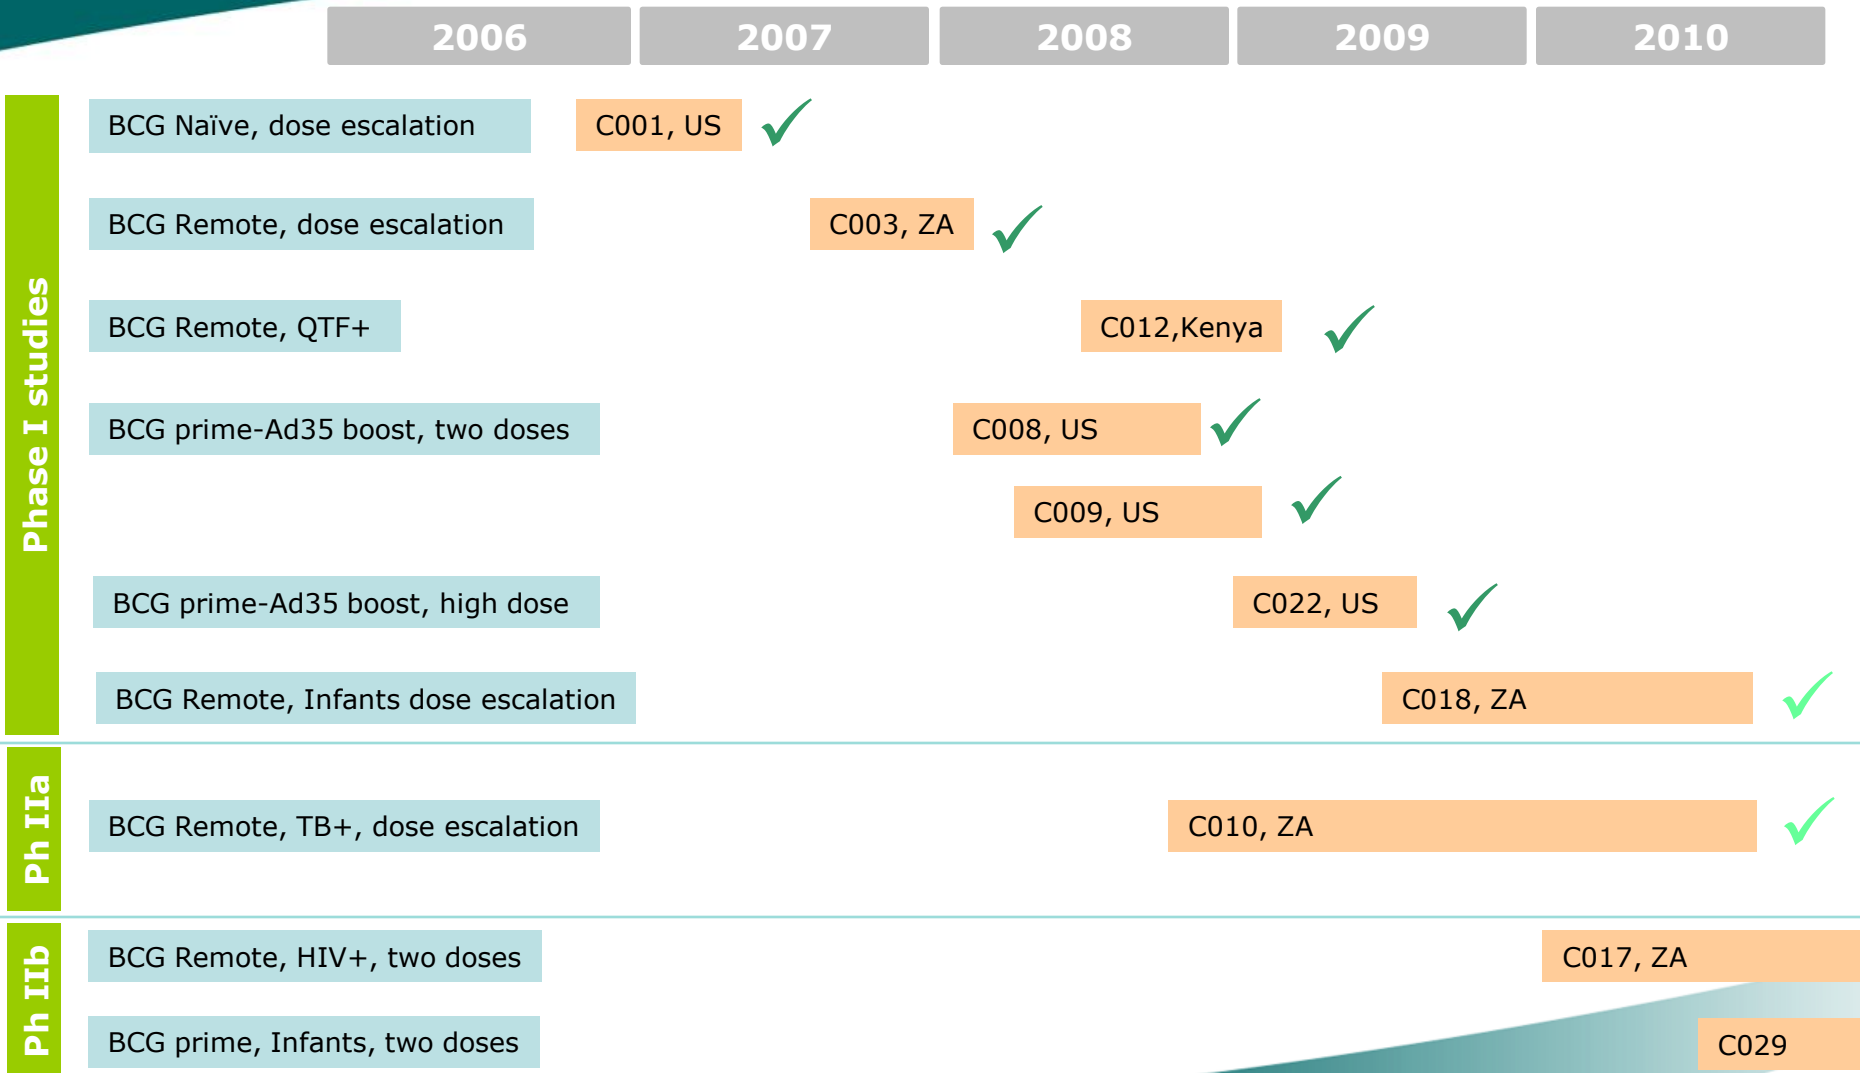 2006 2007 2008 2009 2010
Phase I studies
BCG Naïve, dose escalation C001, US
BCG Remote, dose escalation C003, ZA
BCG Remote, QTF+ C012,Kenya
BCG prime-Ad35 boost, two doses C008, US
C009, US
BCG prime-Ad35 boost, high dose C022, US
BCG Remote, Infants dose escalation C018, ZA
Ph IIa
BCG Remote, TB+, dose escalation C010, ZA
Ph IIb
BCG Remote, HIV+, two doses C017, ZA
BCG prime, Infants, two doses C029